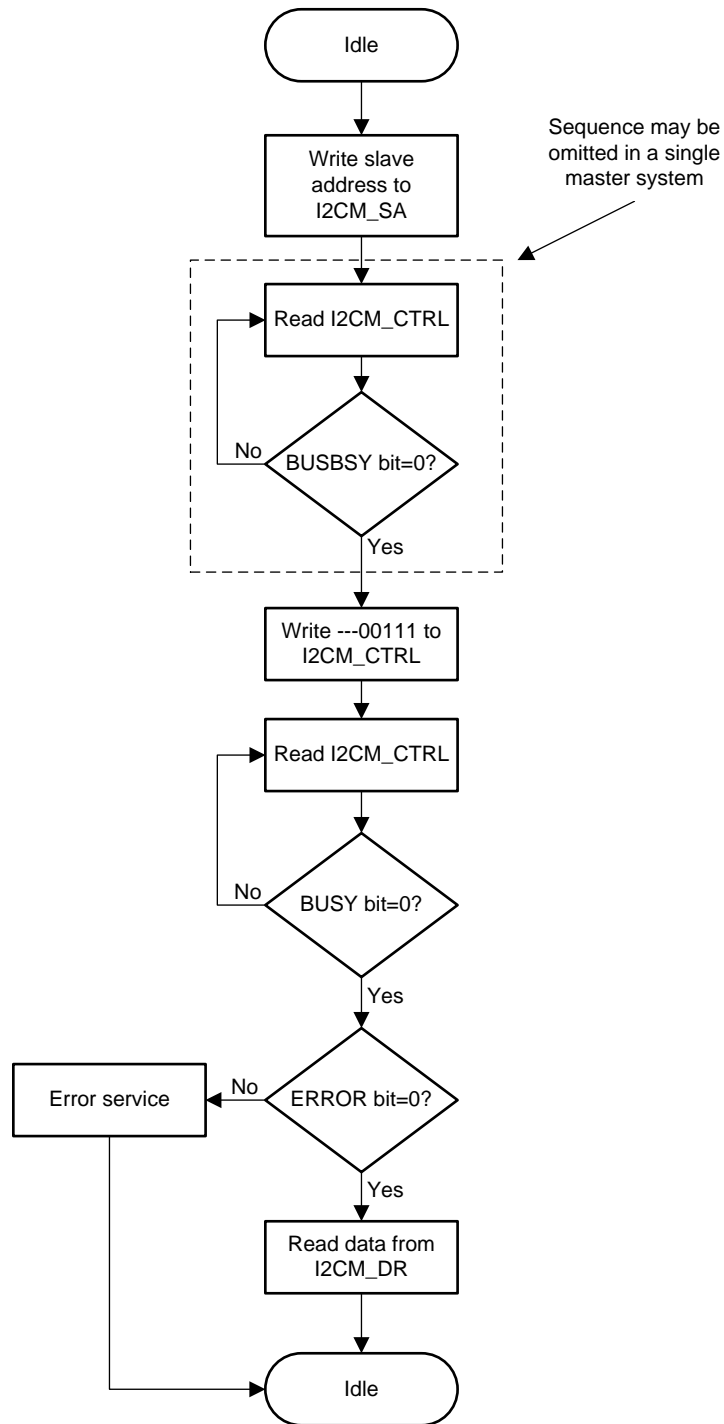 Idle
Sequence may be
omitted in a single
master system
Write slave
address to
I2CM_SA
Read I2CM_CTRL
No
BUSBSY bit=0?
Yes
Write ---00111 to
I2CM_CTRL
Read I2CM_CTRL
No
BUSY bit=0?
Yes
Error service
No
ERROR bit=0?
Yes
Read data from
I2CM_DR
Idle